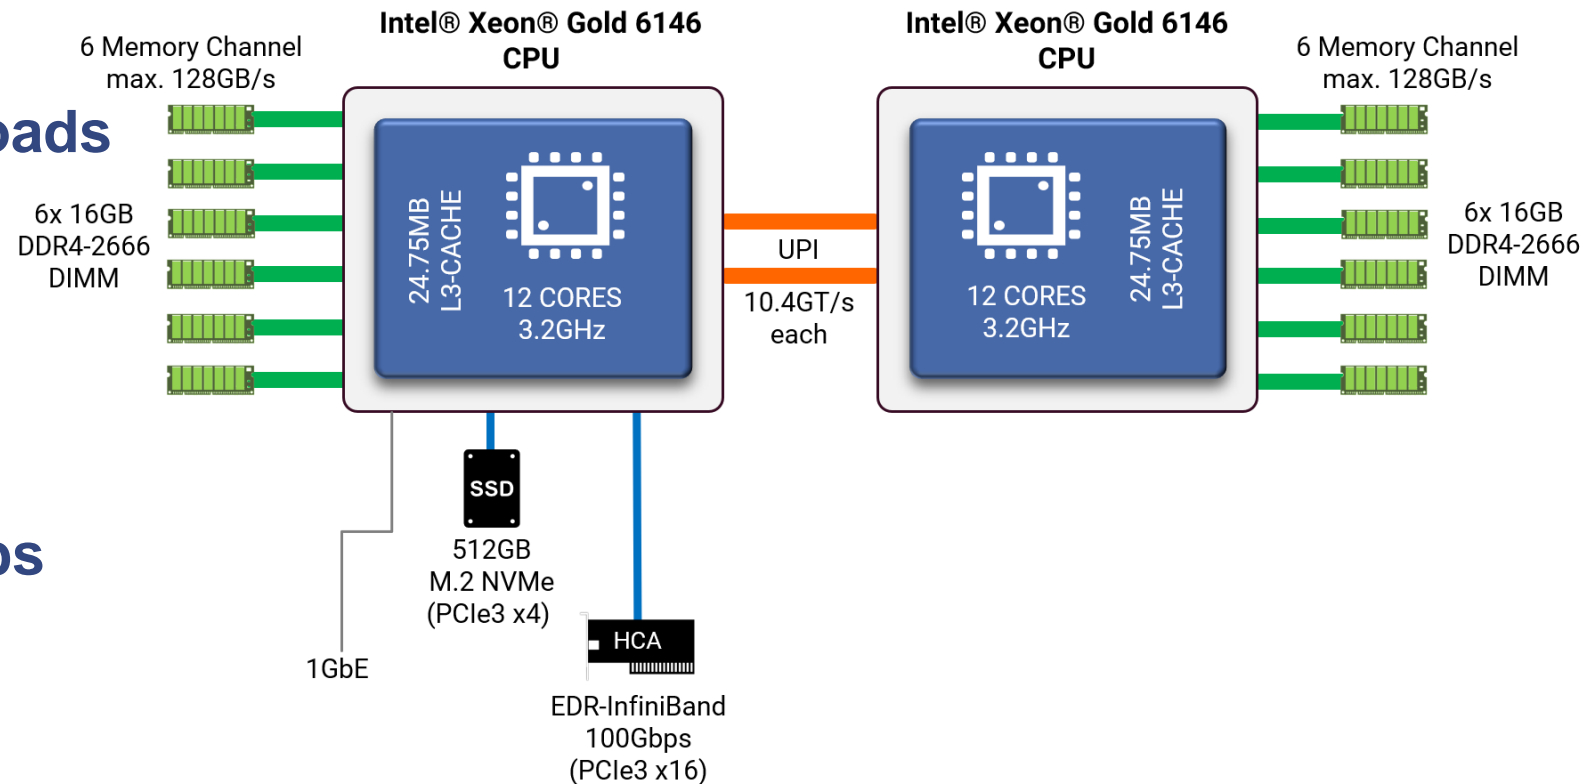 Intel® Xeon® Gold 6146
CPU
Intel® Xeon® Gold 6146
CPU
6 Memory Channel
max. 128GB/s
6 Memory Channel
max. 128GB/s
oads
6x 16GB
DDR4-2666
DIMM
24.75MB
L3-CACHE
12 CORES
3.2GHz
UPI
10.4GT/s
each
12 CORES
3.2GHz
24.75MB
L3-CACHE
6x 16GB
DDR4-2666
DIMM
SSD
512GB
M.2 NVMe
(PCIe3 x4)
os
1GbE
HCA
EDR-InfiniBand
100Gbps
(PCIe3 x16)